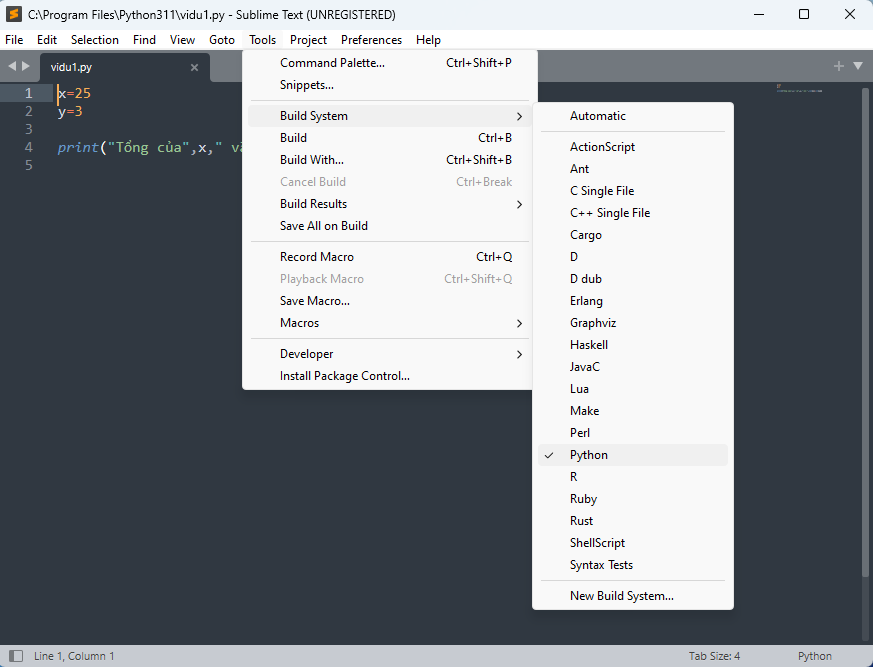 C:\Program Files\Python311\vidu1.py - Sublime Text (UNREGISTERED)
File Edit Selection Find View Goto Tools Project Preferences Help
vidu1.py
1 x=25
2 y=3
3
4 print("Tổng của",x," và
5
Command Palette... Ctrl+Shift+P
Snippets...
Build System
Build Ctrl+B
Build With... Ctrl+Shift+B
Cancel Build Ctrl+Break
Build Results
Save All on Build
Record Macro Ctrl+Q
Playback Macro Ctrl+Shift+Q
Save Macro...
Macros
Developer
Install Package Control...
Automatic
ActionScript
Ant
C Single File
C++ Single File
Cargo
D
D dub
Erlang
Graphviz
Haskell
JavaC
Lua
Make
Perl
Python
R
Ruby
Rust
ShellScript
Syntax Tests
New Build System...
Line 1, Column 1
Tab Size: 4
Python